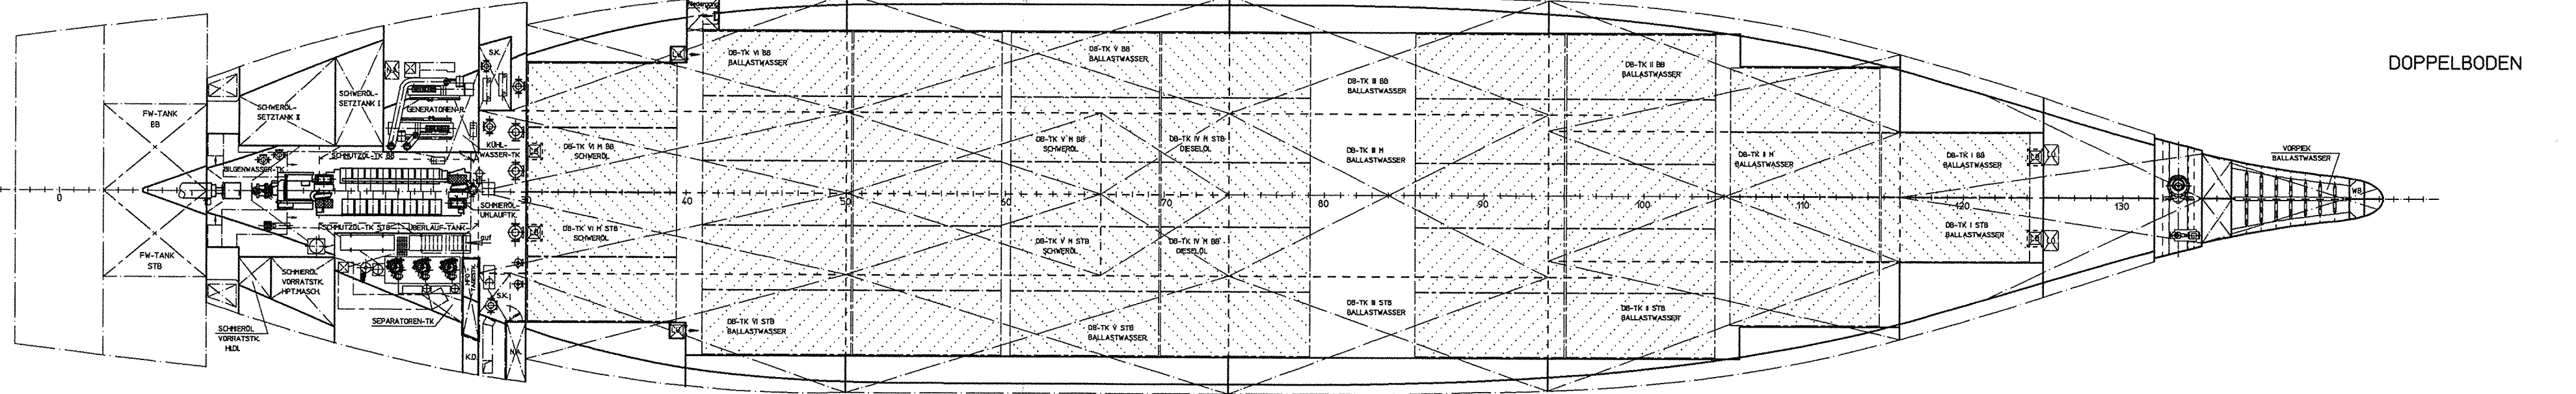 Niedergang
DOPPELBODEN
S.K.
DB-TK VI BB
BALLASTWASSER
DB-TK V BB
BALLASTWASSER
DB-TK II BB
BALLASTWASSER
DB-TK III BB
BALLASTWASSER
SCHWERÖL-
SETZTANK I
SCHWERÖL-
SETZTANK II
GENERATOREN-R.
FW-TANK
BB
KÜHL-
WASSER-TK
DB-TK VI M BB
SCHWERÖL
DB-TK V M BB
SCHWERÖL
DB-TK IV M STB
DIESELÖL
DB-TK III M
BALLASTWASSER
DB-TK II M
BALLASTWASSER
DB-TK I BB
BALLASTWASSER
VORPIEK
BALLASTWASSER
SCHMUTZÖL-TK BB
BILGENWASSER-TK
WB
0
30
40
50
60
70
80
90
100
110
120
130
SCHMIERÖL-
UMLAUFTK.
SCHMUTZÖL-TK STB
ÜBERLAUF-TANK
auf
DB-TK VI M STB
SCHWERÖL
DB-TK V M STB
SCHWERÖL
DB-TK IV M BB
DIESELÖL
DB-TK I STB
BALLASTWASSER
FW-TANK
STB
SCHMIERÖL
VORRATSTK.
HPT.MASCH.
S.K.
DB-TK III STB
BALLASTWASSER
DB-TK II STB
BALLASTWASSER
SEPARATOREN-TK
DB-TK VI STB
BALLASTWASSER
DB-TK V STB
BALLASTWASSER
SCHMIERÖL
VORRATSTK.
HLDL
K.D.